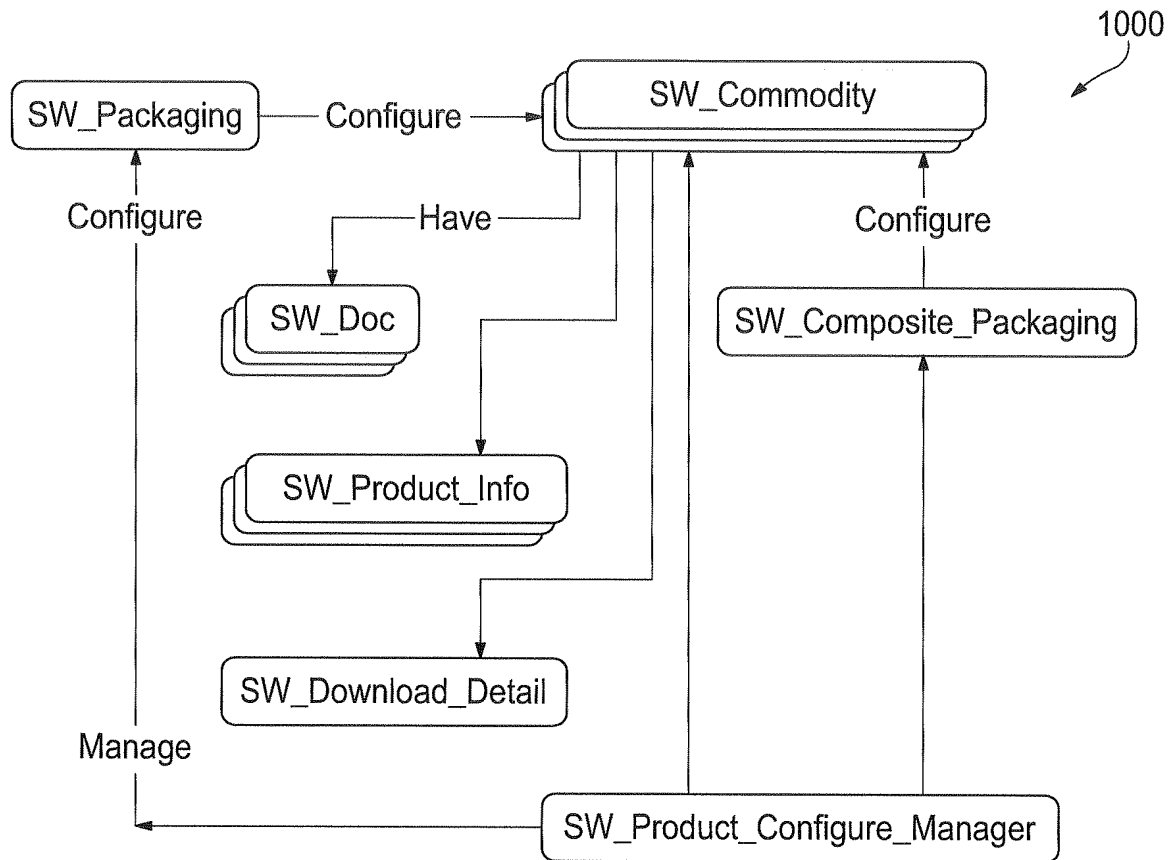 1000
SW_Commodity
SW_Packaging
Configure
Configure
Have
Configure
SW_Doc
SW_Composite_Packaging
SW_Product_Info
SW_Download_Detail
Manage
SW_Product_Configure_Manager